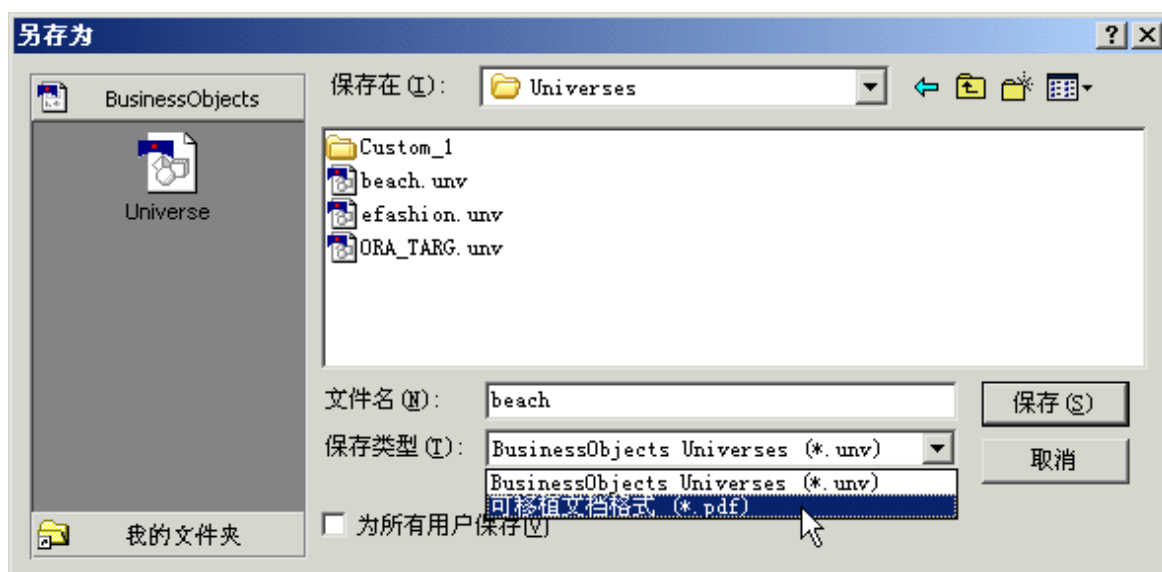 另存为
BusinessObjects
Universe
我的文件夹
保存在(I):
Universes
Custom_1
beach.unv
efashion.unv
ORA_TARG.unv
文件名(N):
beach
保存(S)
保存类型(T):
BusinessObjects Universes (*.unv)
取消
BusinessObjects Universes (*.unv)
可移植文档格式 (*.pdf)
为所有用户保存(V)